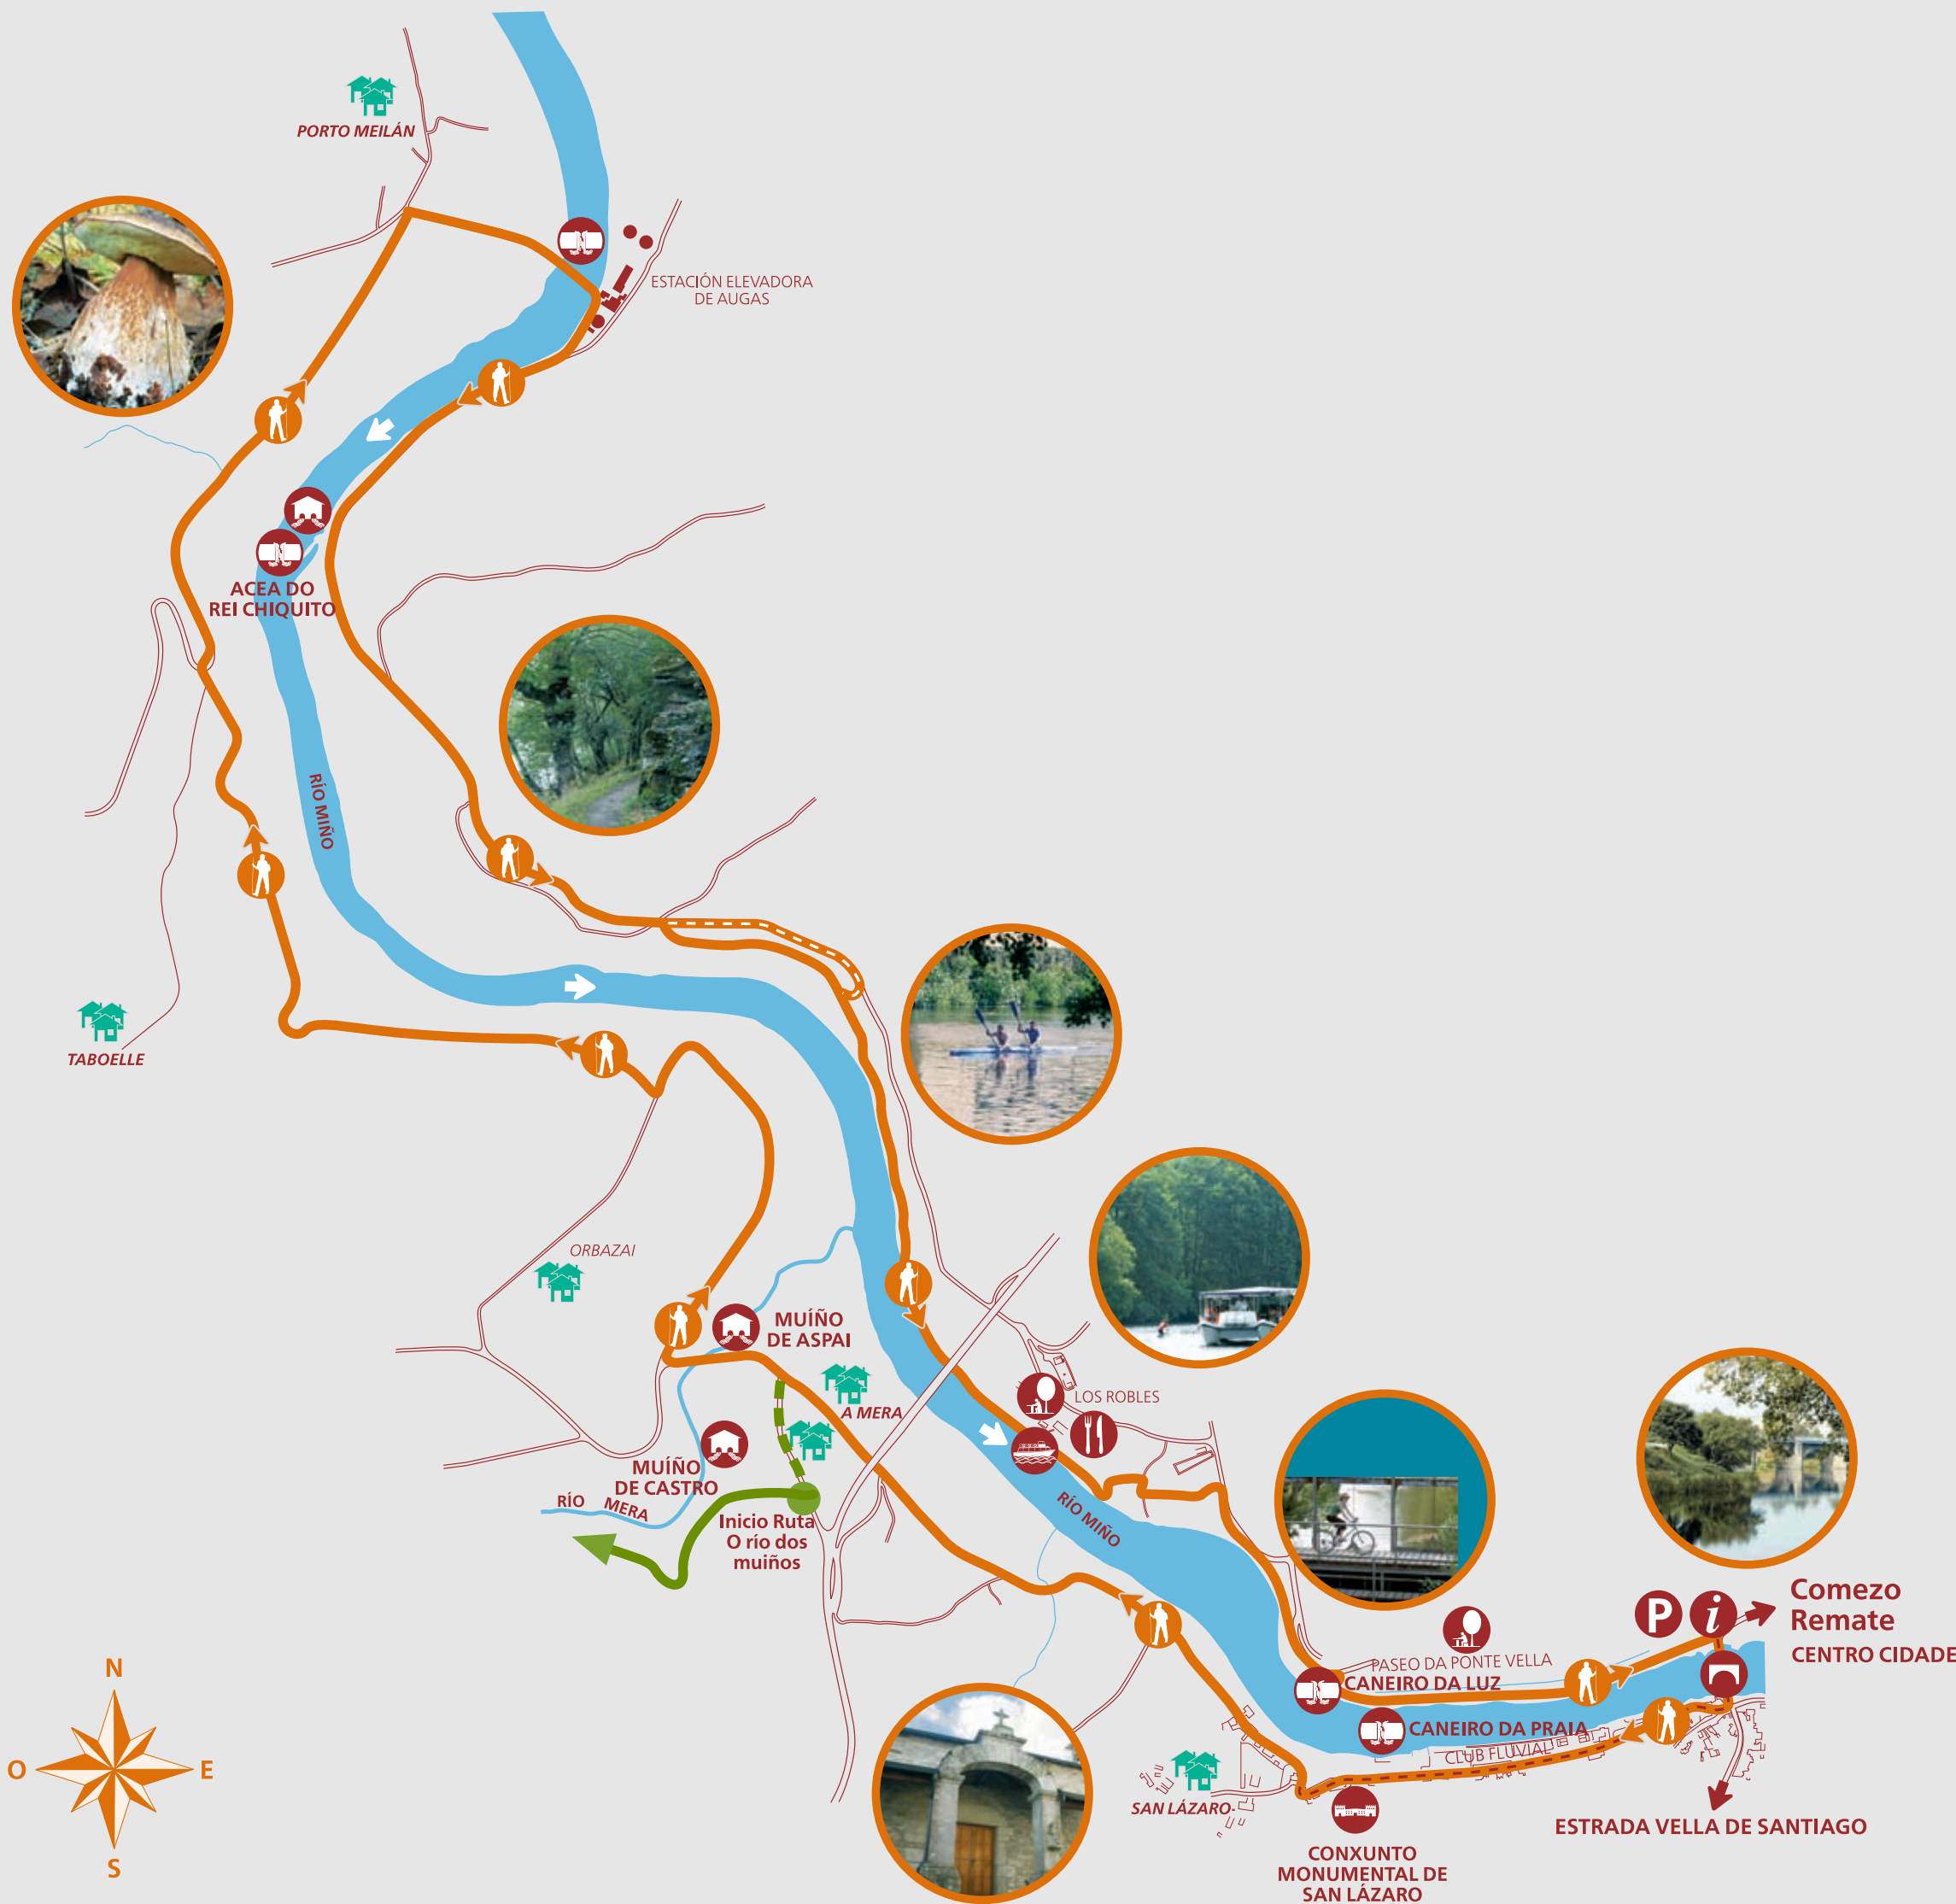 PORTO MEILÁN
ESTACIÓN ELEVADORA
DE AUGAS
ACEA DO
REI CHIQUITO
RÍO MIÑO
TABOELLE
ORBAZAI
MUÍÑO
DE ASPAI
LOS ROBLES
A MERA
MUÍÑO
DE CASTRO
RÍO MERA
Inicio Ruta
O río dos
muiños
RÍO MIÑO
P
i
Comezo
Remate
CENTRO CIDADE
PASEO DA PONTE VELLA
CANEIRO DA LUZ
CANEIRO DA PRAIA
CLUB FLUVIAL
SAN LÁZARO
ESTRADA VELLA DE SANTIAGO
CONXUNTO
MONUMENTAL DE
SAN LÁZARO
N
O
E
S